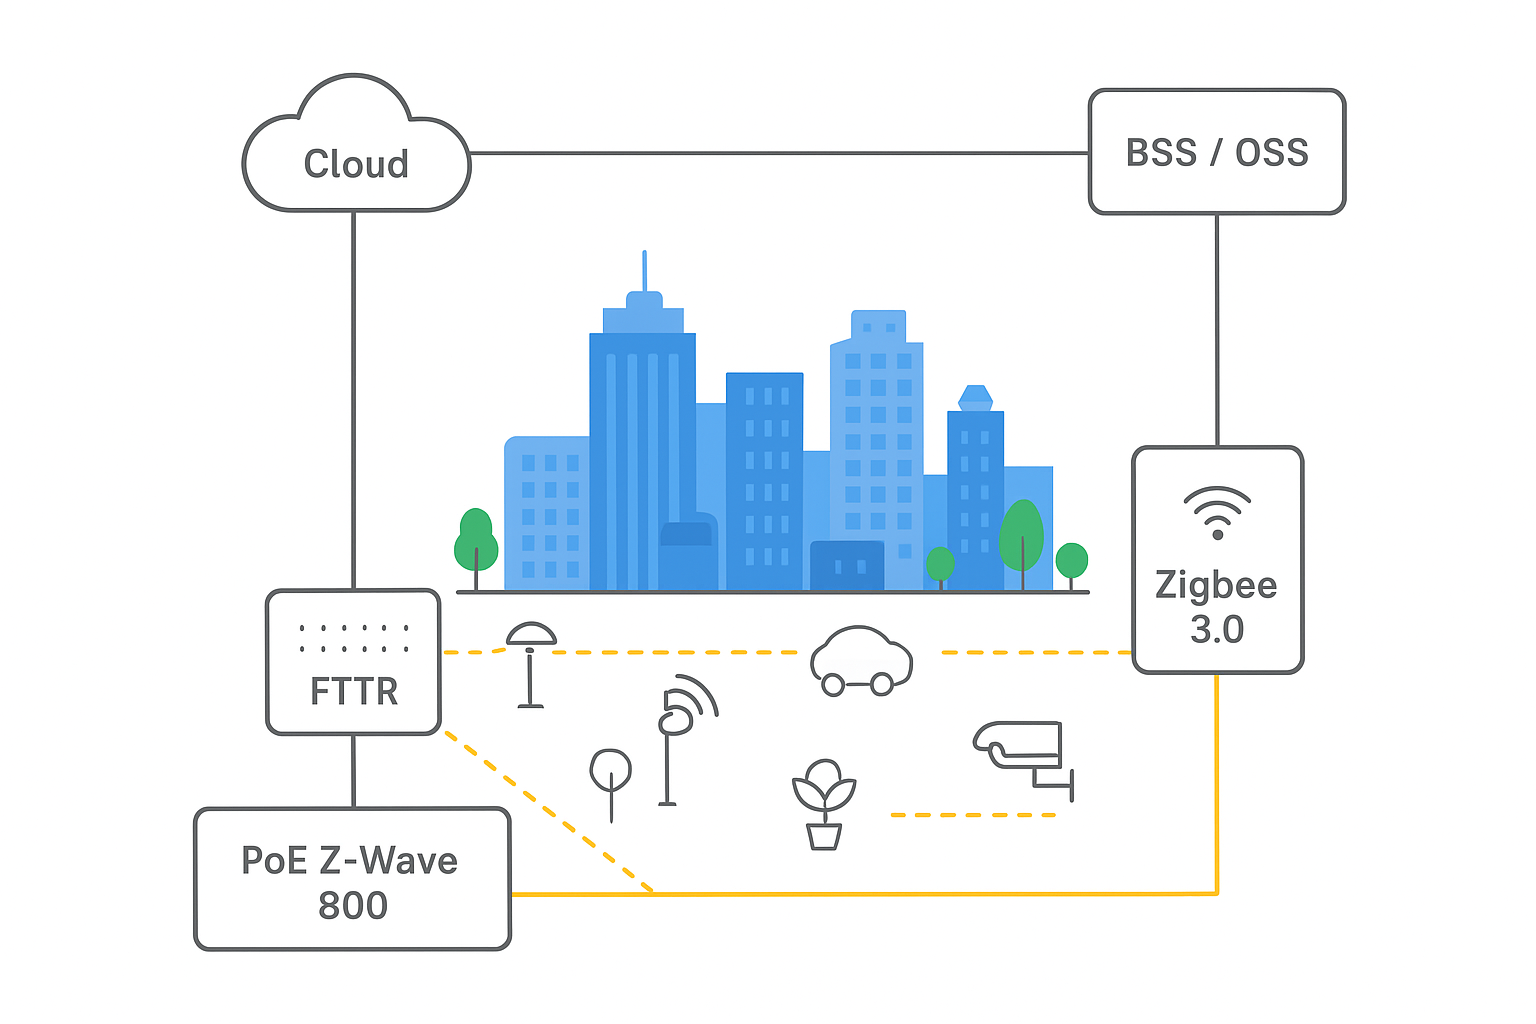 Cloud
BSS / OSS
Zigbee
3.0
FTTR
PoE Z-Wave
800